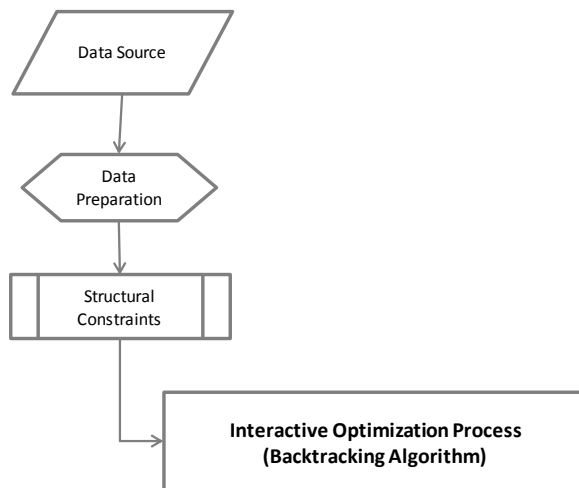 Data Source
Data
Preparation
Structural
Constraints
Interactive Optimization Process
(Backtracking Algorithm)